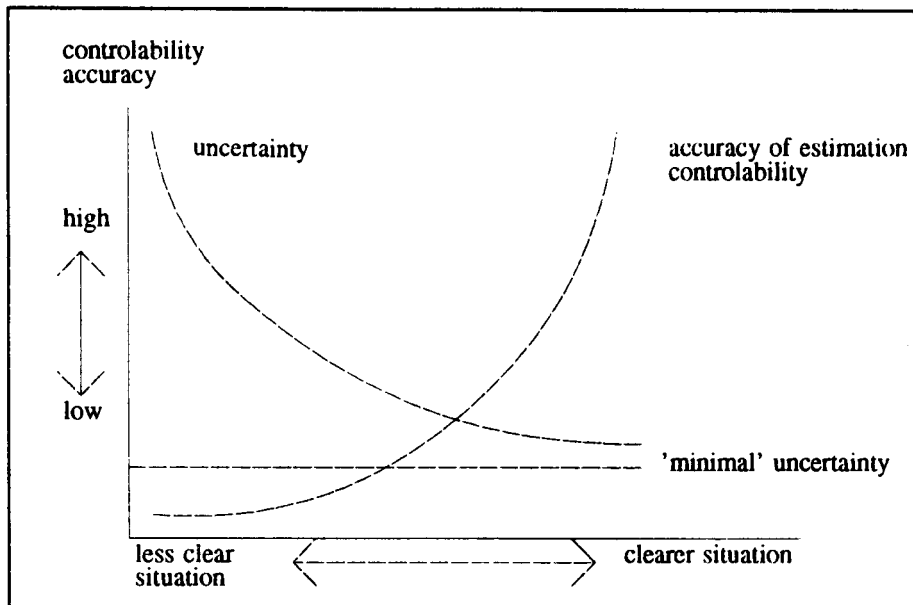 controlability
accuracy
uncertainty
accuracy of estimation
controlability
high
low
'minimal' uncertainty
less clear
situation
clearer situation